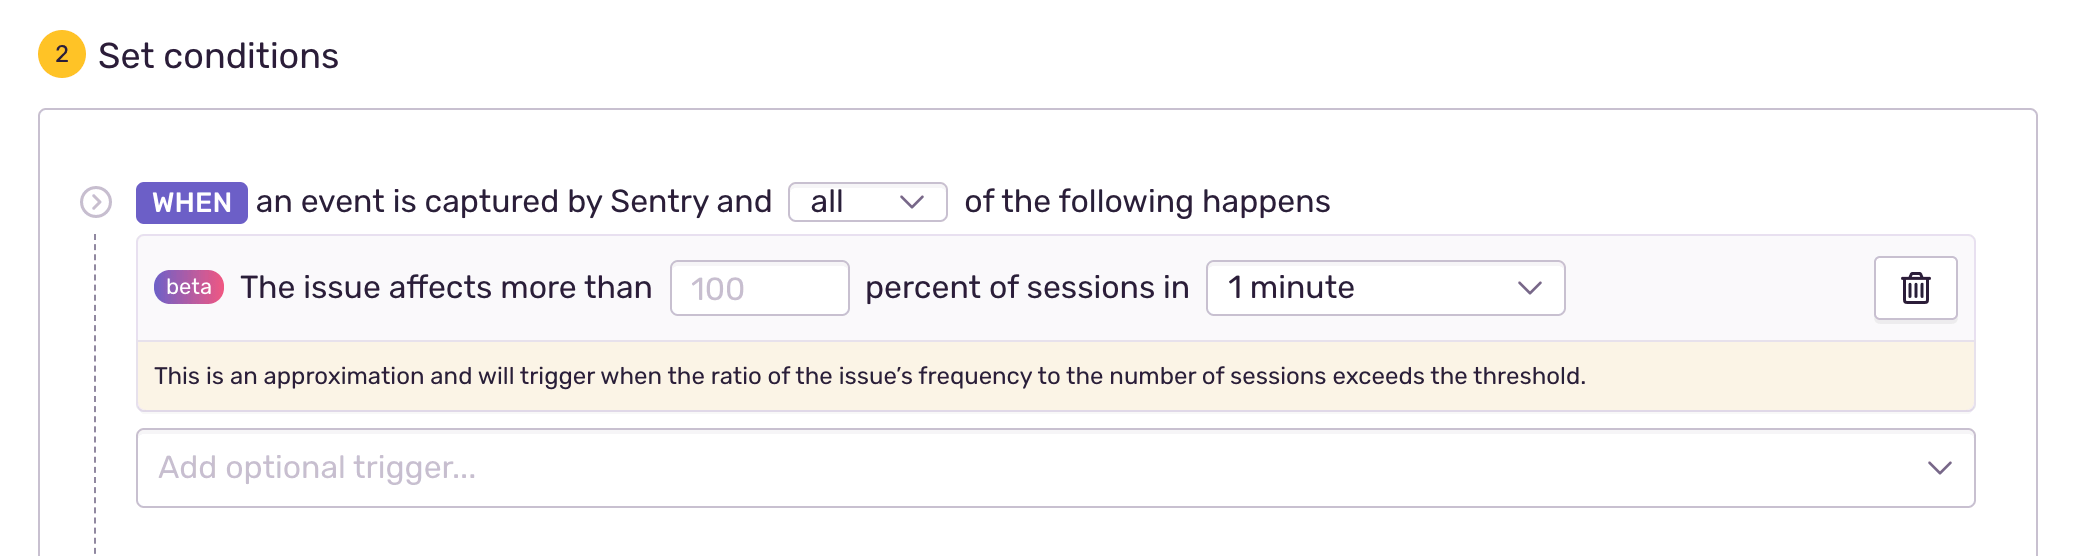 2 Set conditions
WHEN an event is captured by Sentry and all of the following happens
beta The issue affects more than 100 percent of sessions in 1 minute
This is an approximation and will trigger when the ratio of the issue’s frequency to the number of sessions exceeds the threshold.
Add optional trigger...